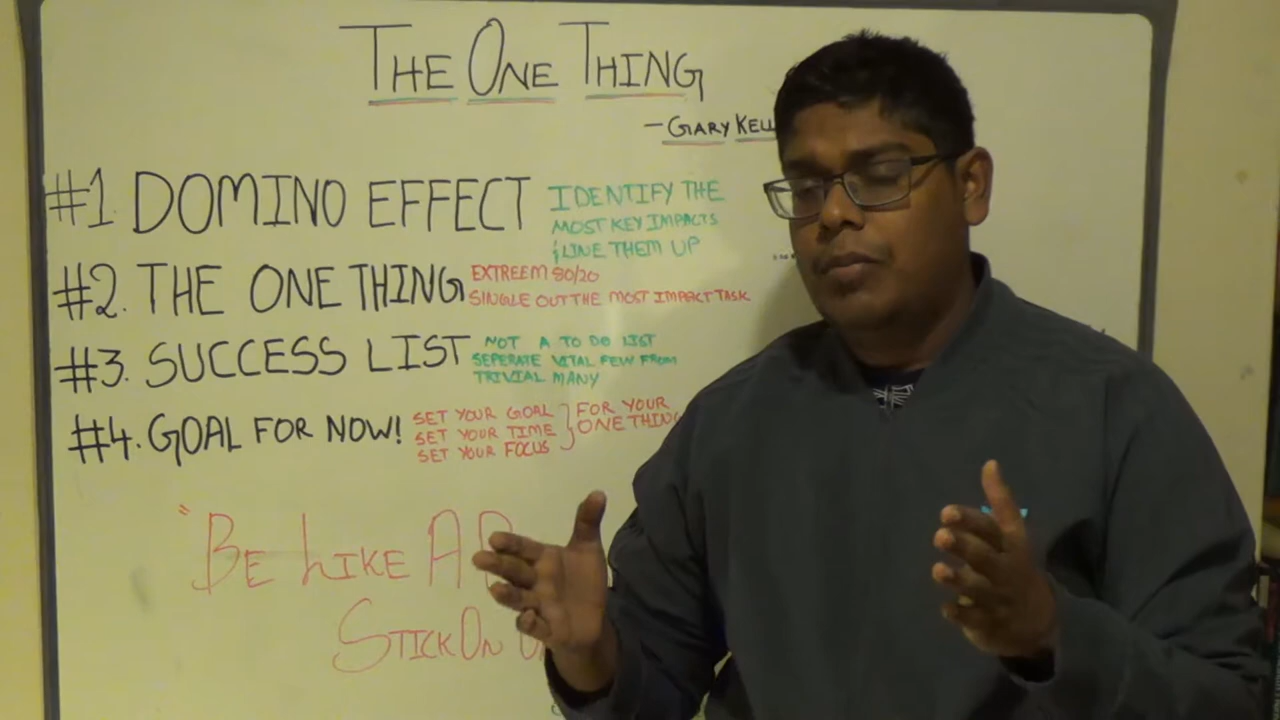 THE ONE THING
- GARY KELL
#1. DOMINO EFFECT
IDENTIFY THE
MOST KEY IMPACTS
& LINE THEM UP
#2. THE ONE THING
EXTREEM 80/20
SINGLE OUT THE MOST IMPACT TASK
#3. SUCCESS LIST
NOT A TO DO LIST
SEPERATE VITAL FEW FROM
TRIVIAL MANY
#4. GOAL FOR NOW!
SET YOUR GOAL
SET YOUR TIME
SET YOUR FOCUS
FOR YOUR
ONE THING
"BE LIKE A
STICK ON